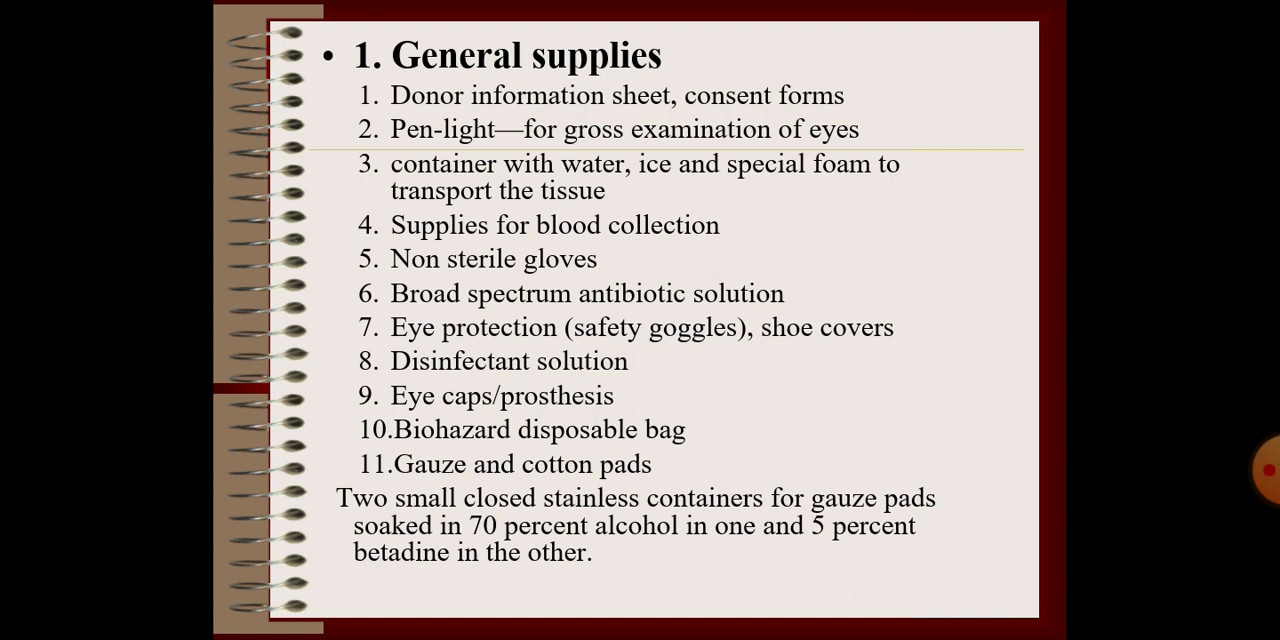 • 1. General supplies
1. Donor information sheet, consent forms
2. Pen-light—for gross examination of eyes
3. container with water, ice and special foam to
transport the tissue
4. Supplies for blood collection
5. Non sterile gloves
6. Broad spectrum antibiotic solution
7. Eye protection (safety goggles), shoe covers
8. Disinfectant solution
9. Eye caps/prosthesis
10.Biohazard disposable bag
11.Gauze and cotton pads
Two small closed stainless containers for gauze pads
soaked in 70 percent alcohol in one and 5 percent
betadine in the other.